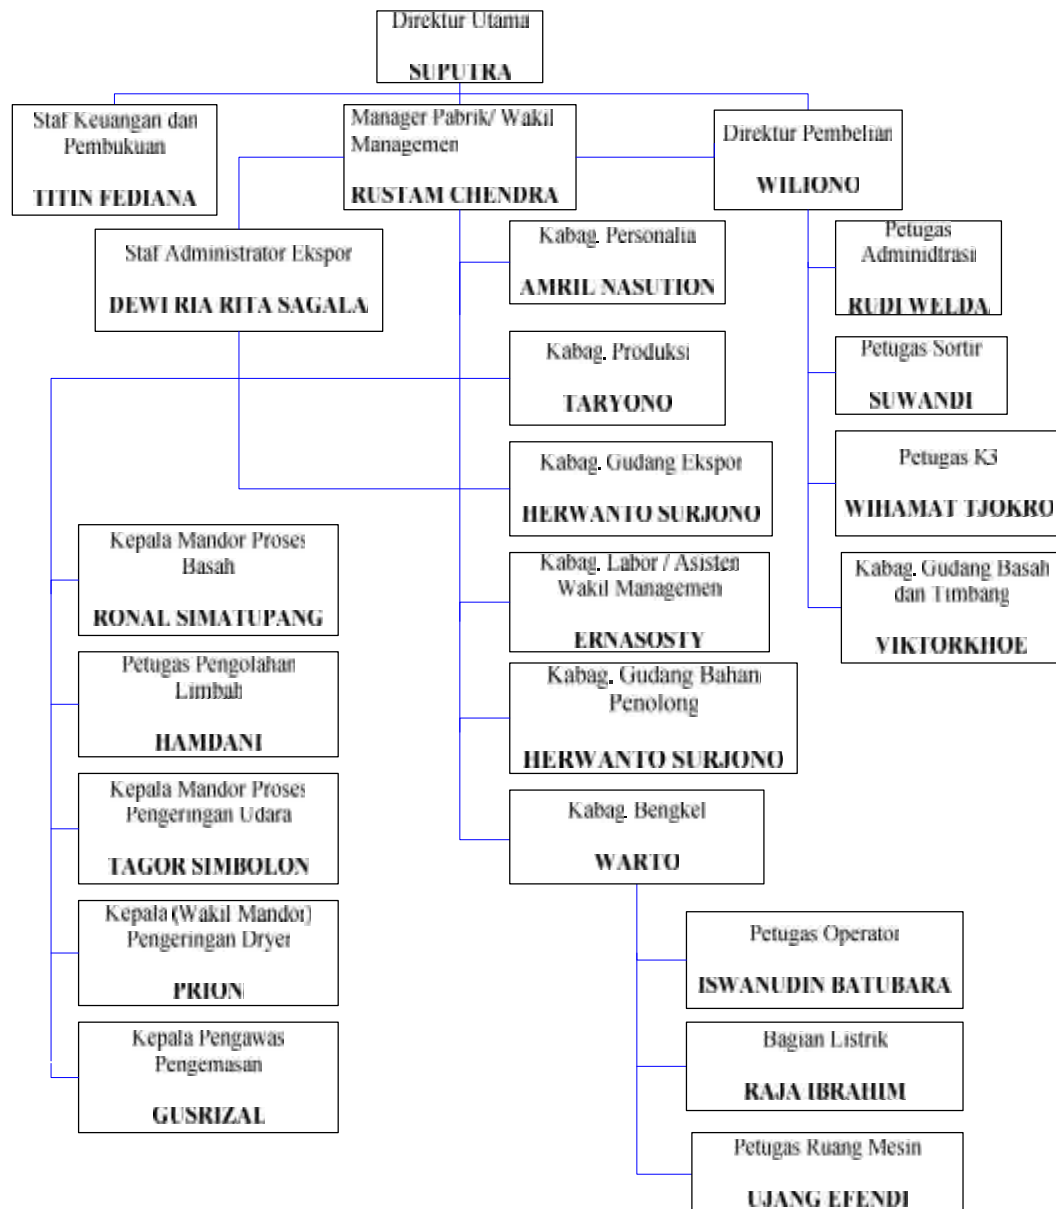 Direktur Utama
SUPUTRA
Staf Keuangan dan
Pembukuan
TITIN FEDIANA
Manager Pabrik/ Wakil
Managemen
RUSTAM CHENDRA
Direktur Pembelian
WILIONO
Staf Administrator Ekspor
DEWI RIA RITA SAGALA
Kabag. Personalia
AMRIL NASUTION
Petugas
Adminidtrasi
RUDI WELDA
Kabag. Produksi
TARYONO
Petugas Sortir
SUWANDI
Kabag. Gudang Ekspor
HERWANTO SURJONO
Petugas K3
WIHAMAT TJOKRO
Kepala Mandor Proses
Basah
RONAL SIMATUPANG
Kabag. Labor / Asisten
Wakil Managemen
ERNASOSTY
Kabag. Gudang Basah
dan Timbang
VIKTORKHOE
Petugas Pengolahan
Limbah
HAMDANI
Kabag. Gudang Bahan
Penolong
HERWANTO SURJONO
Kepala Mandor Proses
Pengeringan Udara
TAGOR SIMBOLON
Kabag. Bengkel
WARTO
Kepala (Wakil Mandor)
Pengeringan Dryer
PRION
Petugas Operator
ISWANUDIN BATUBARA
Kepala Pengawas
Pengemasan
GUSRIZAL
Bagian Listrik
RAJA IBRAHIM
Petugas Ruang Mesin
UJANG EFENDI